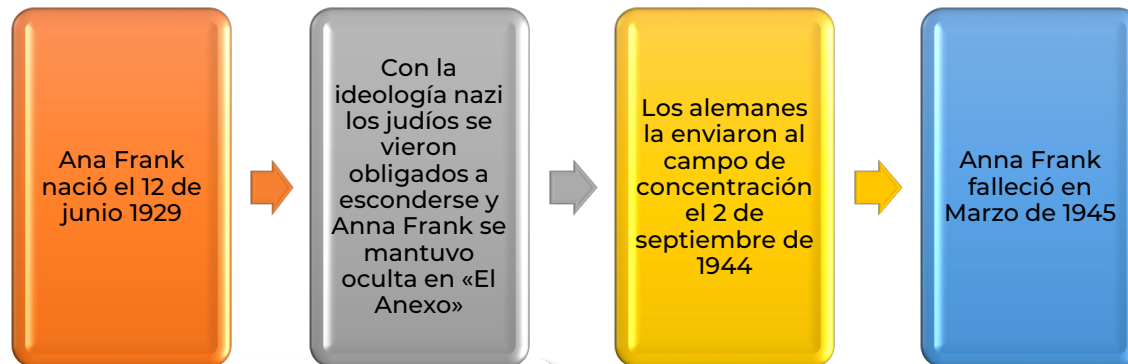 Ana Frank
nació el 12 de
junio 1929
Con la
ideología nazi
los judíos se
vieron
obligados a
esconderse y
Anna Frank se
mantuvo
oculta en «El
Anexo»
Los alemanes
la enviaron al
campo de
concentración
el 2 de
septiembre de
1944
Anna Frank
falleció en
Marzo de 1945